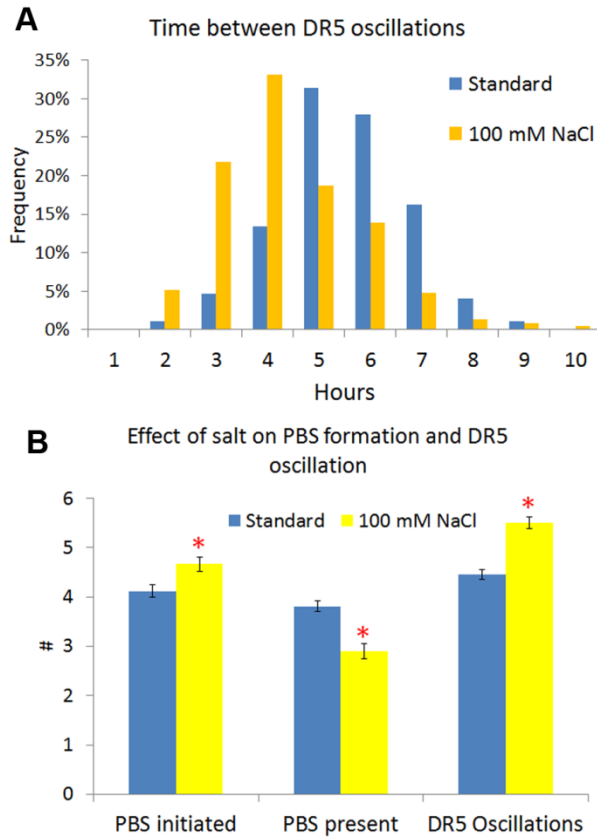 A
Time between DR5 oscillations
35%
30%
25%
20%
15%
10%
5%
0%
Frequency
Standard
100 mM NaCl
1 2 3 4 5 6 7 8 9 10
Hours
B
Effect of salt on PBS formation and DR5
oscillation
6
5
4
3
2
1
0
#
Standard 100 mM NaCl
*
*
*
PBS initiated PBS present DR5 Oscillations